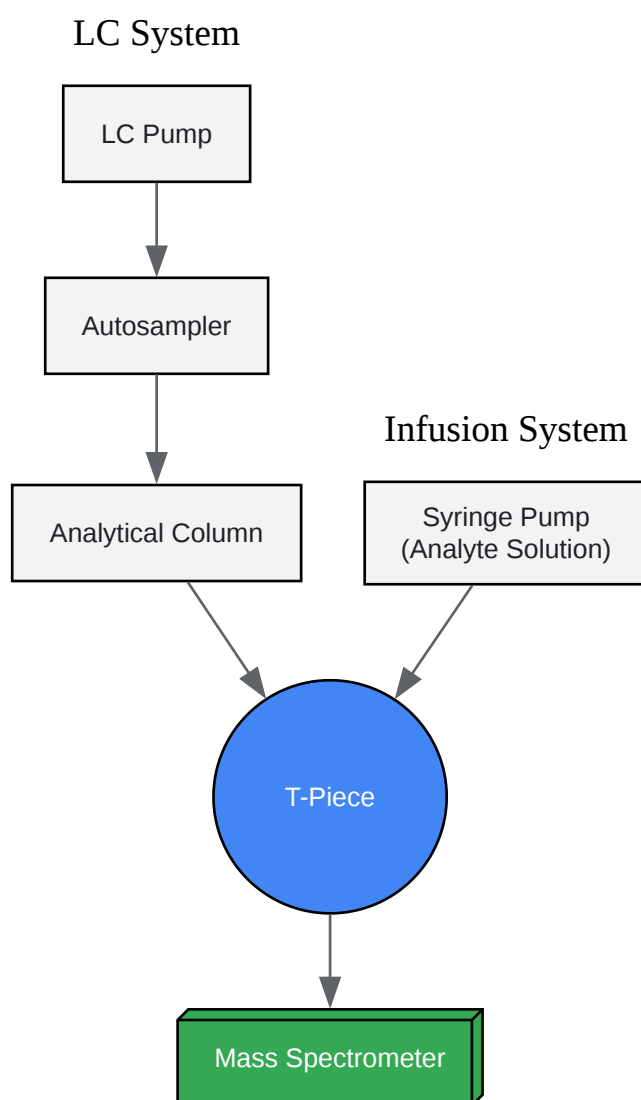 LC System
LC Pump
Autosampler
Infusion System
Analytical Column
Syringe Pump
(Analyte Solution)
T-Piece
Mass Spectrometer